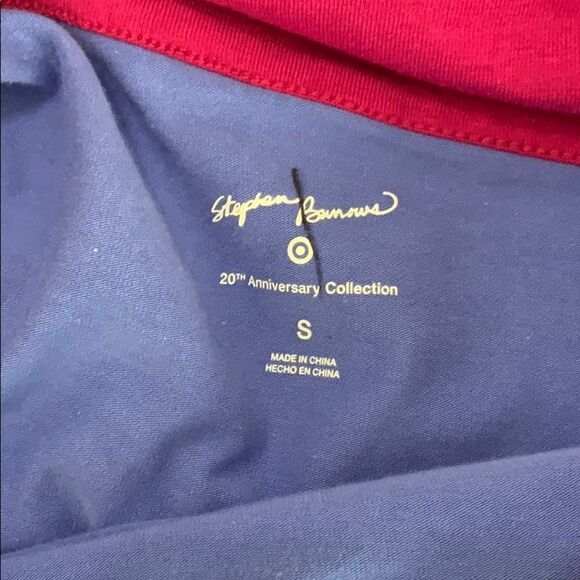 Stephen Burrows
20TH Anniversary Collection
S
MADE IN CHINA
HECHO EN CHINA